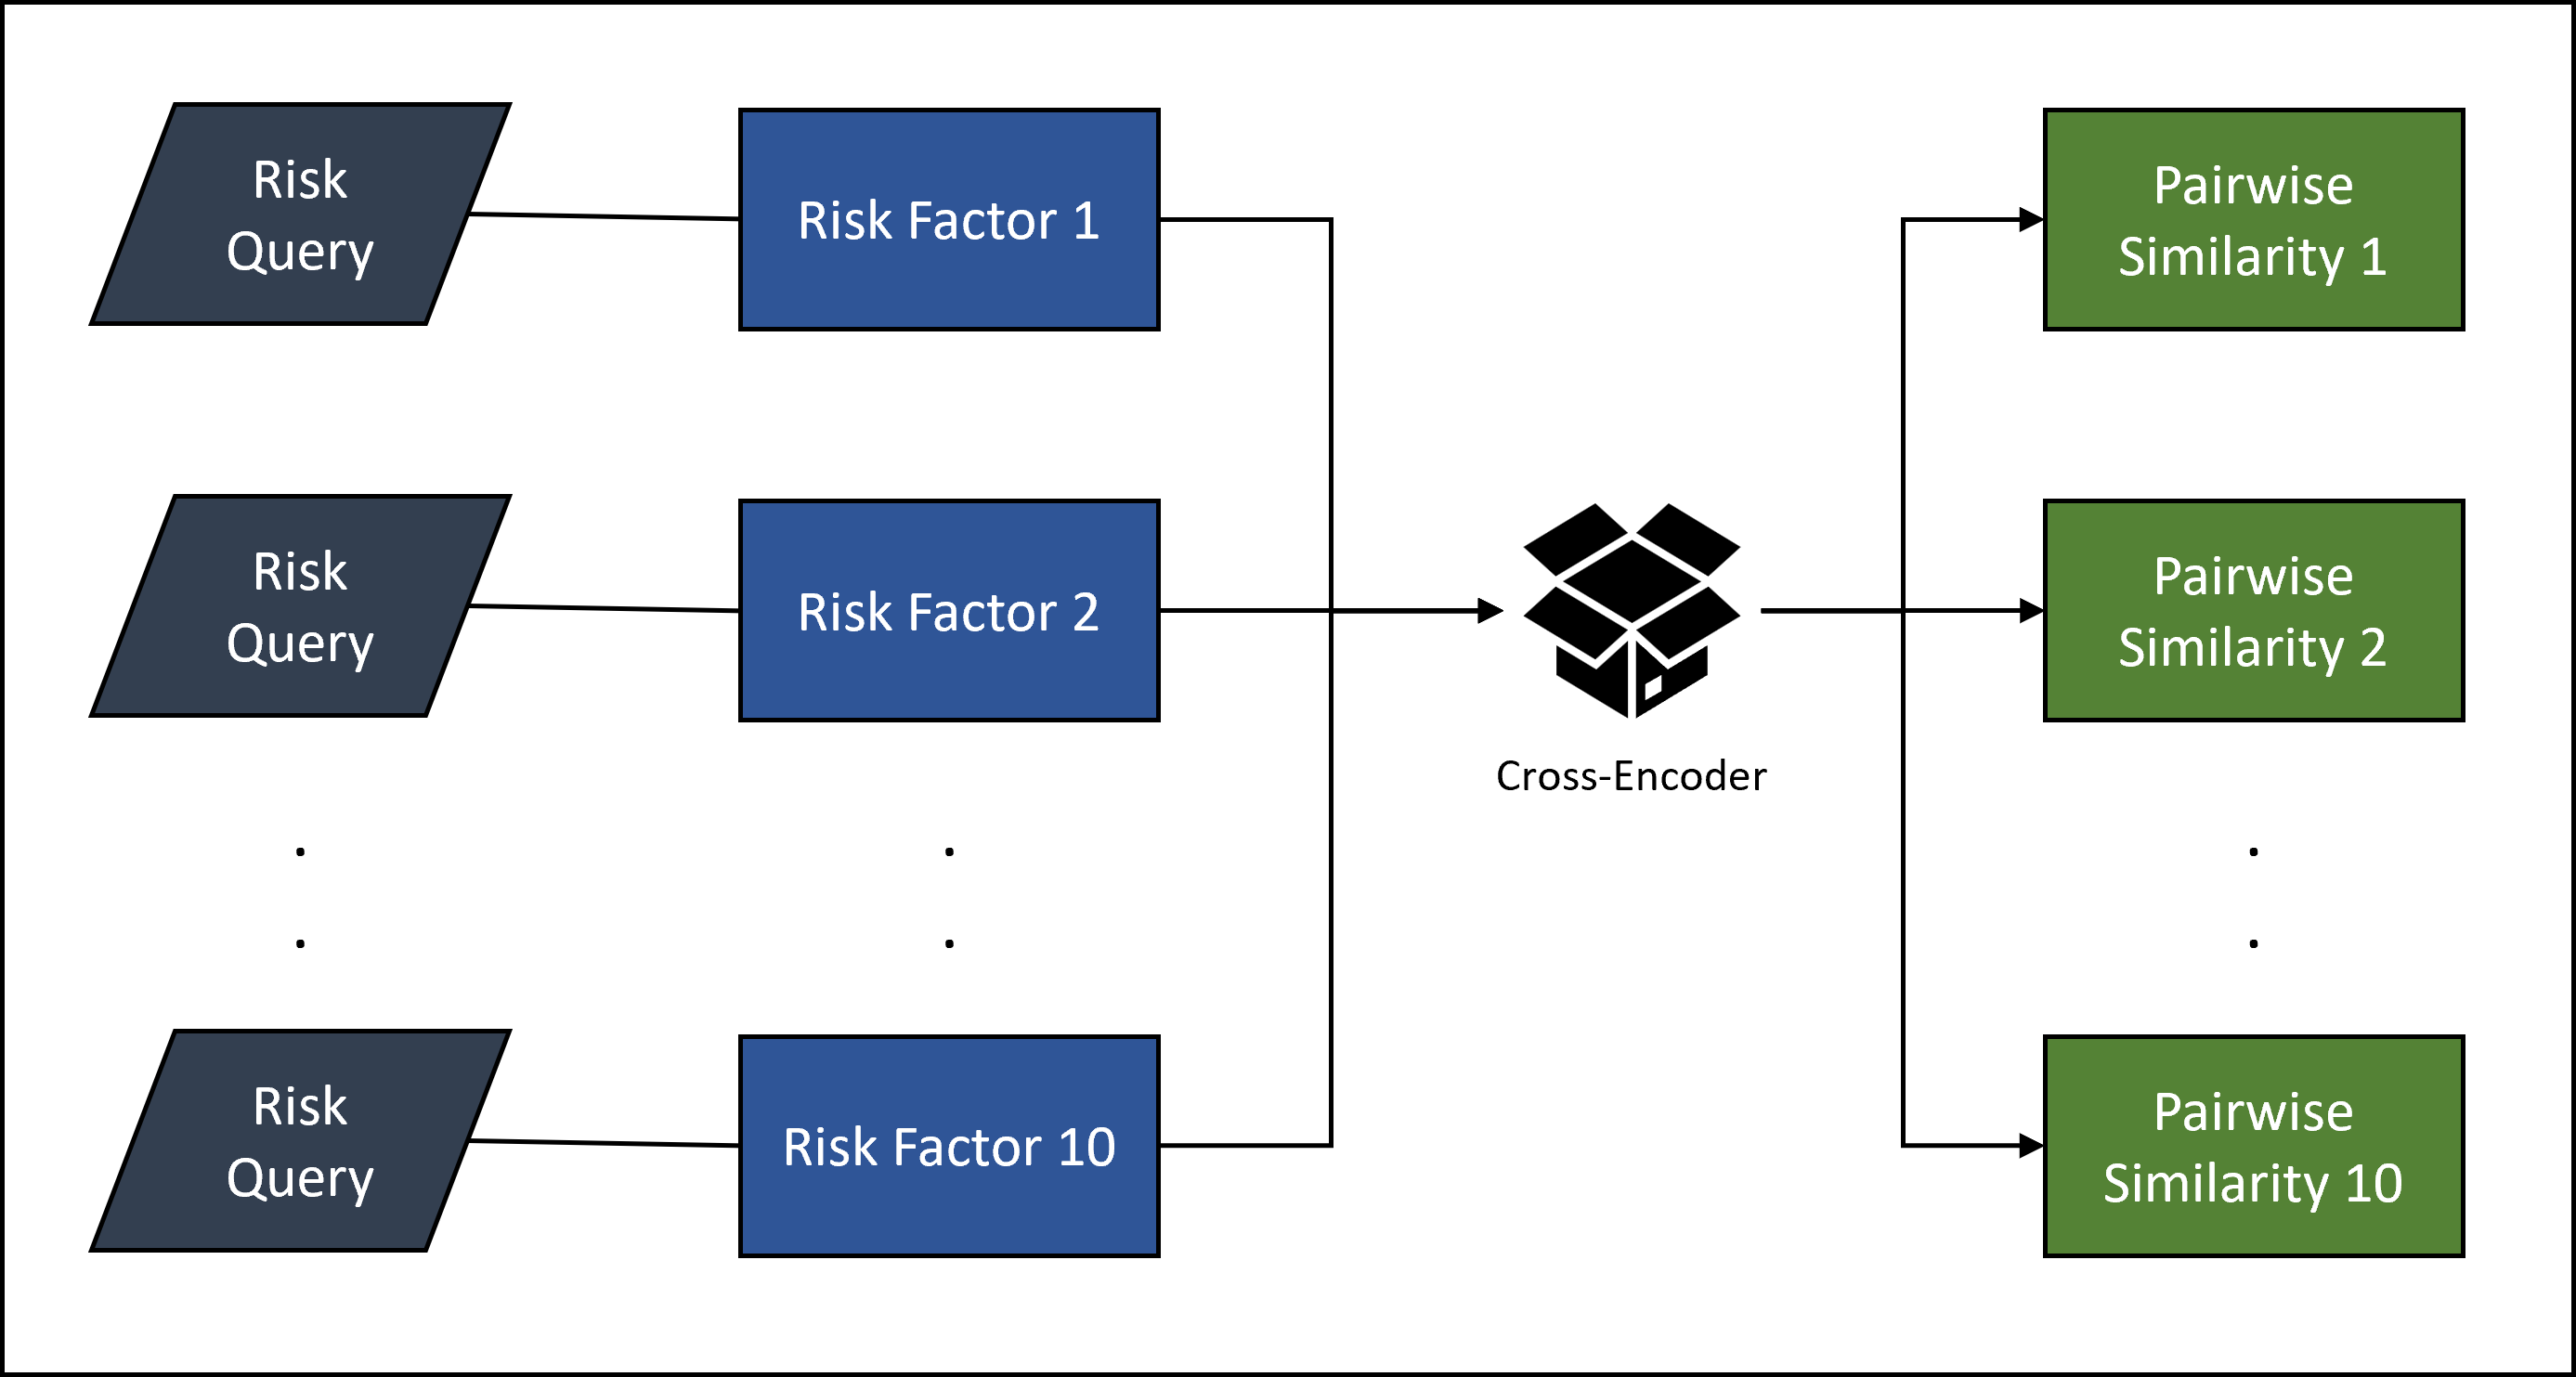 Risk
Query
Risk Factor 1
Pairwise
Similarity 1
Risk
Query
Risk Factor 2
Pairwise
Similarity 2
Cross-Encoder
.
.
.
.
.
.
Risk
Query
Risk Factor 10
Pairwise
Similarity 10